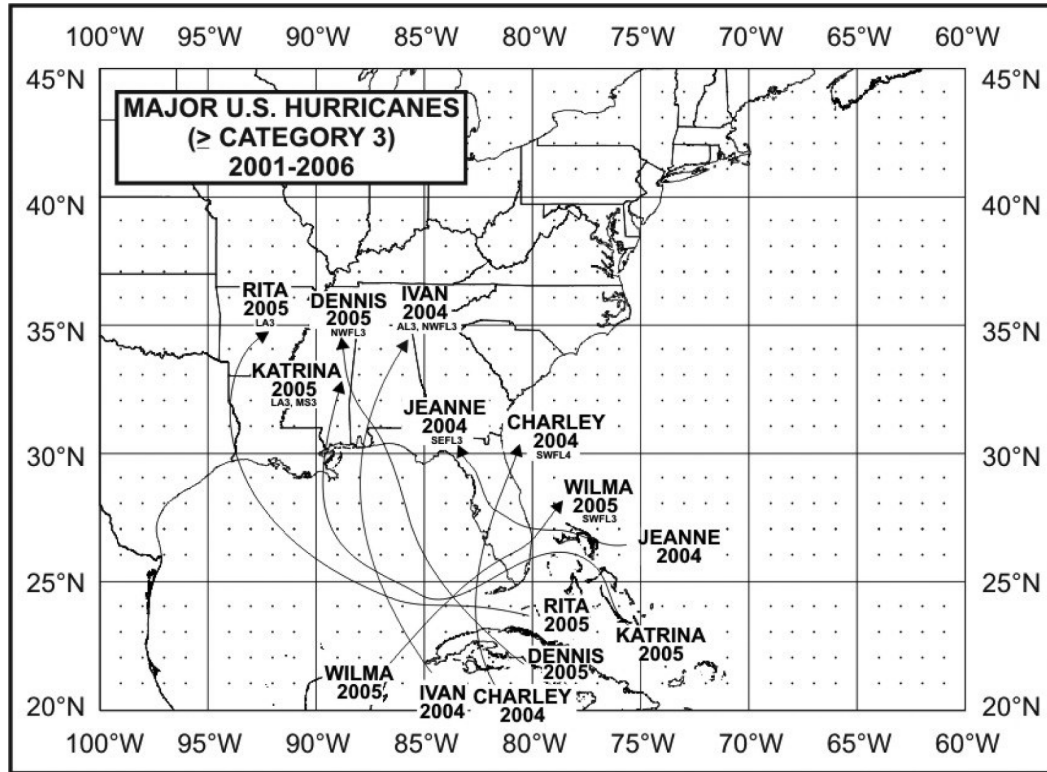 100°W 95°W 90°W 85°W 80°W 75°W 70°W 65°W 60°W
45°N 45°N
MAJOR U.S. HURRICANES
(≥ CATEGORY 3)
2001-2006
40°N 40°N
RITA
2005
LA3
DENNIS
2005
NWFL3
IVAN
2004
AL3, NWFL3
35°N 35°N
KATRINA
2005
LA3, MS3
JEANNE
2004
SEFL3
CHARLEY
2004
SWFL4
30°N 30°N
WILMA
2005
SWFL3
JEANNE
2004
25°N 25°N
RITA
2005
KATRINA
2005
DENNIS
2005
WILMA
2005
IVAN
2004
CHARLEY
2004
20°N 20°N
100°W 95°W 90°W 85°W 80°W 75°W 70°W 65°W 60°W